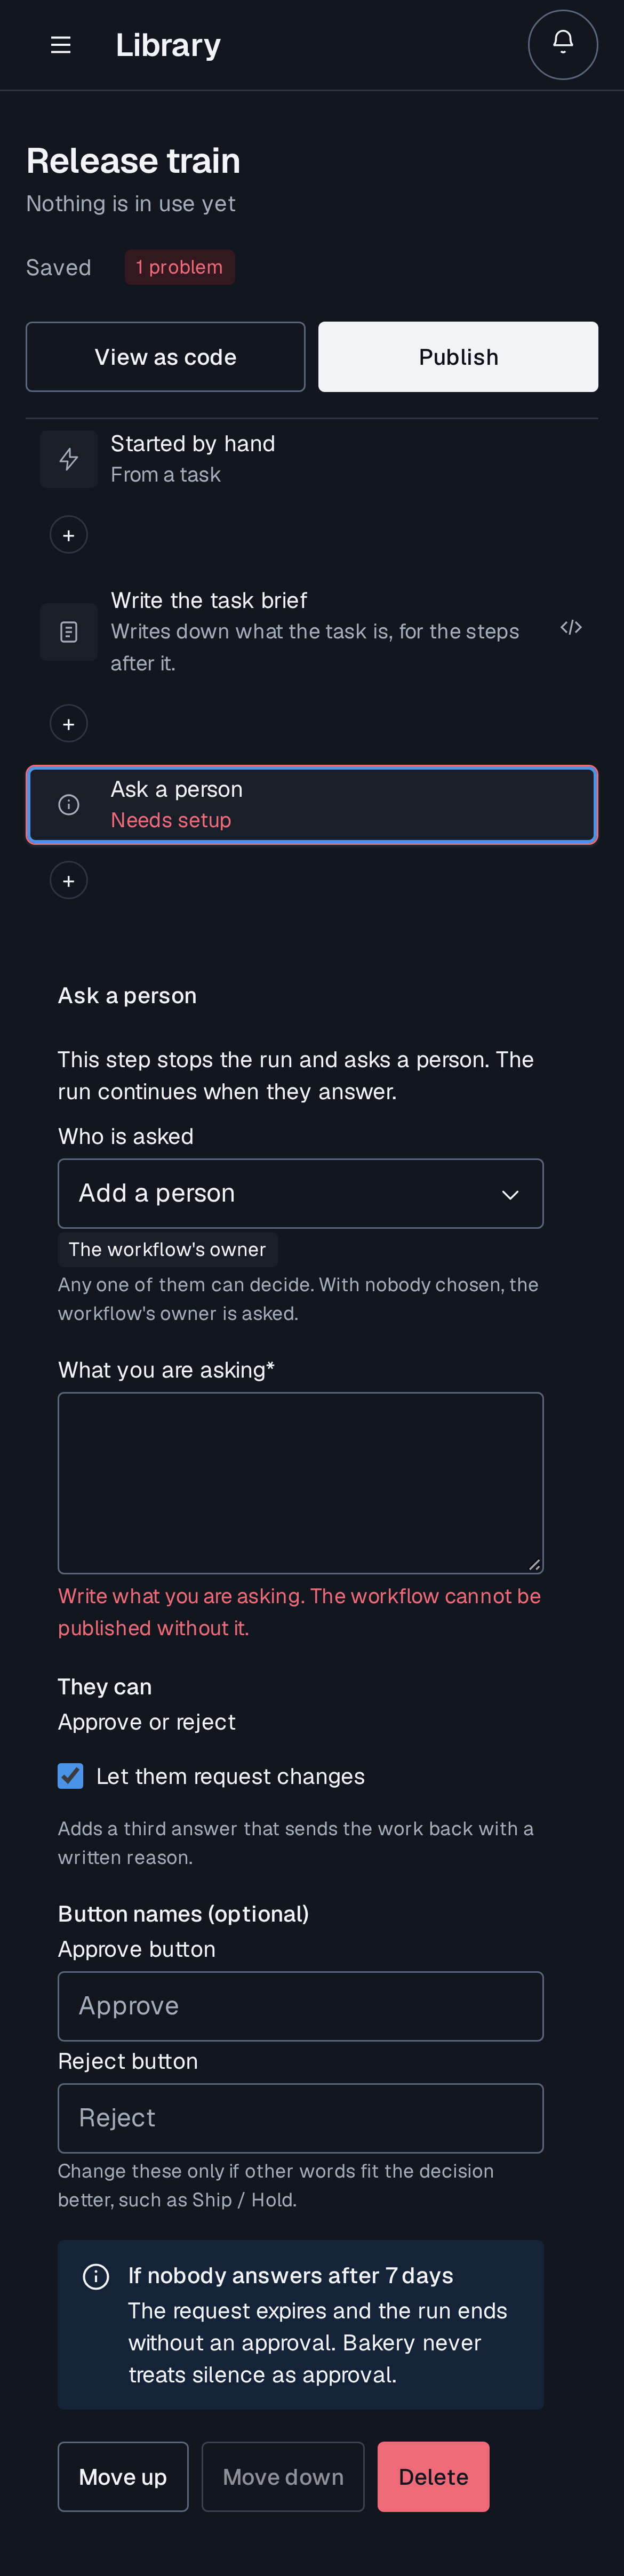 Library
Release train
Nothing is in use yet
Saved
1 problem
View as code
Publish
Started by hand
From a task
+
Write the task brief
Writes down what the task is, for the steps
after it.
+
Ask a person
Needs setup
+
Ask a person
This step stops the run and asks a person. The
run continues when they answer.
Who is asked
Add a person
The workflow's owner
Any one of them can decide. With nobody chosen, the
workflow's owner is asked.
What you are asking*
Write what you are asking. The workflow cannot be
published without it.
They can
Approve or reject
Let them request changes
Adds a third answer that sends the work back with a
written reason.
Button names (optional)
Approve button
Approve
Reject button
Reject
Change these only if other words fit the decision
better, such as Ship / Hold.
If nobody answers after 7 days
The request expires and the run ends
without an approval. Bakery never
treats silence as approval.
Move up
Move down
Delete